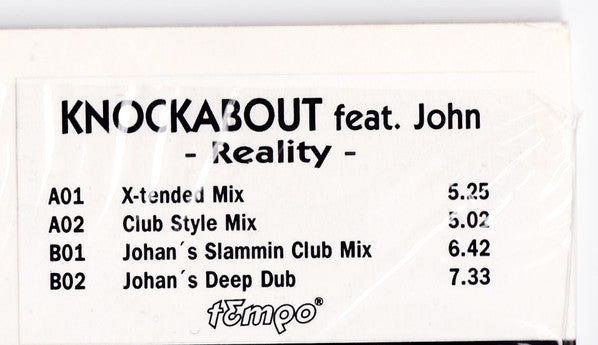 KNOCKABOUT feat. John
- Reality -
A01 X-tended Mix 5.25
A02 Club Style Mix 5.02
B01 Johan´s Slammin Club Mix 6.42
B02 Johan´s Deep Dub 7.33
tempo®